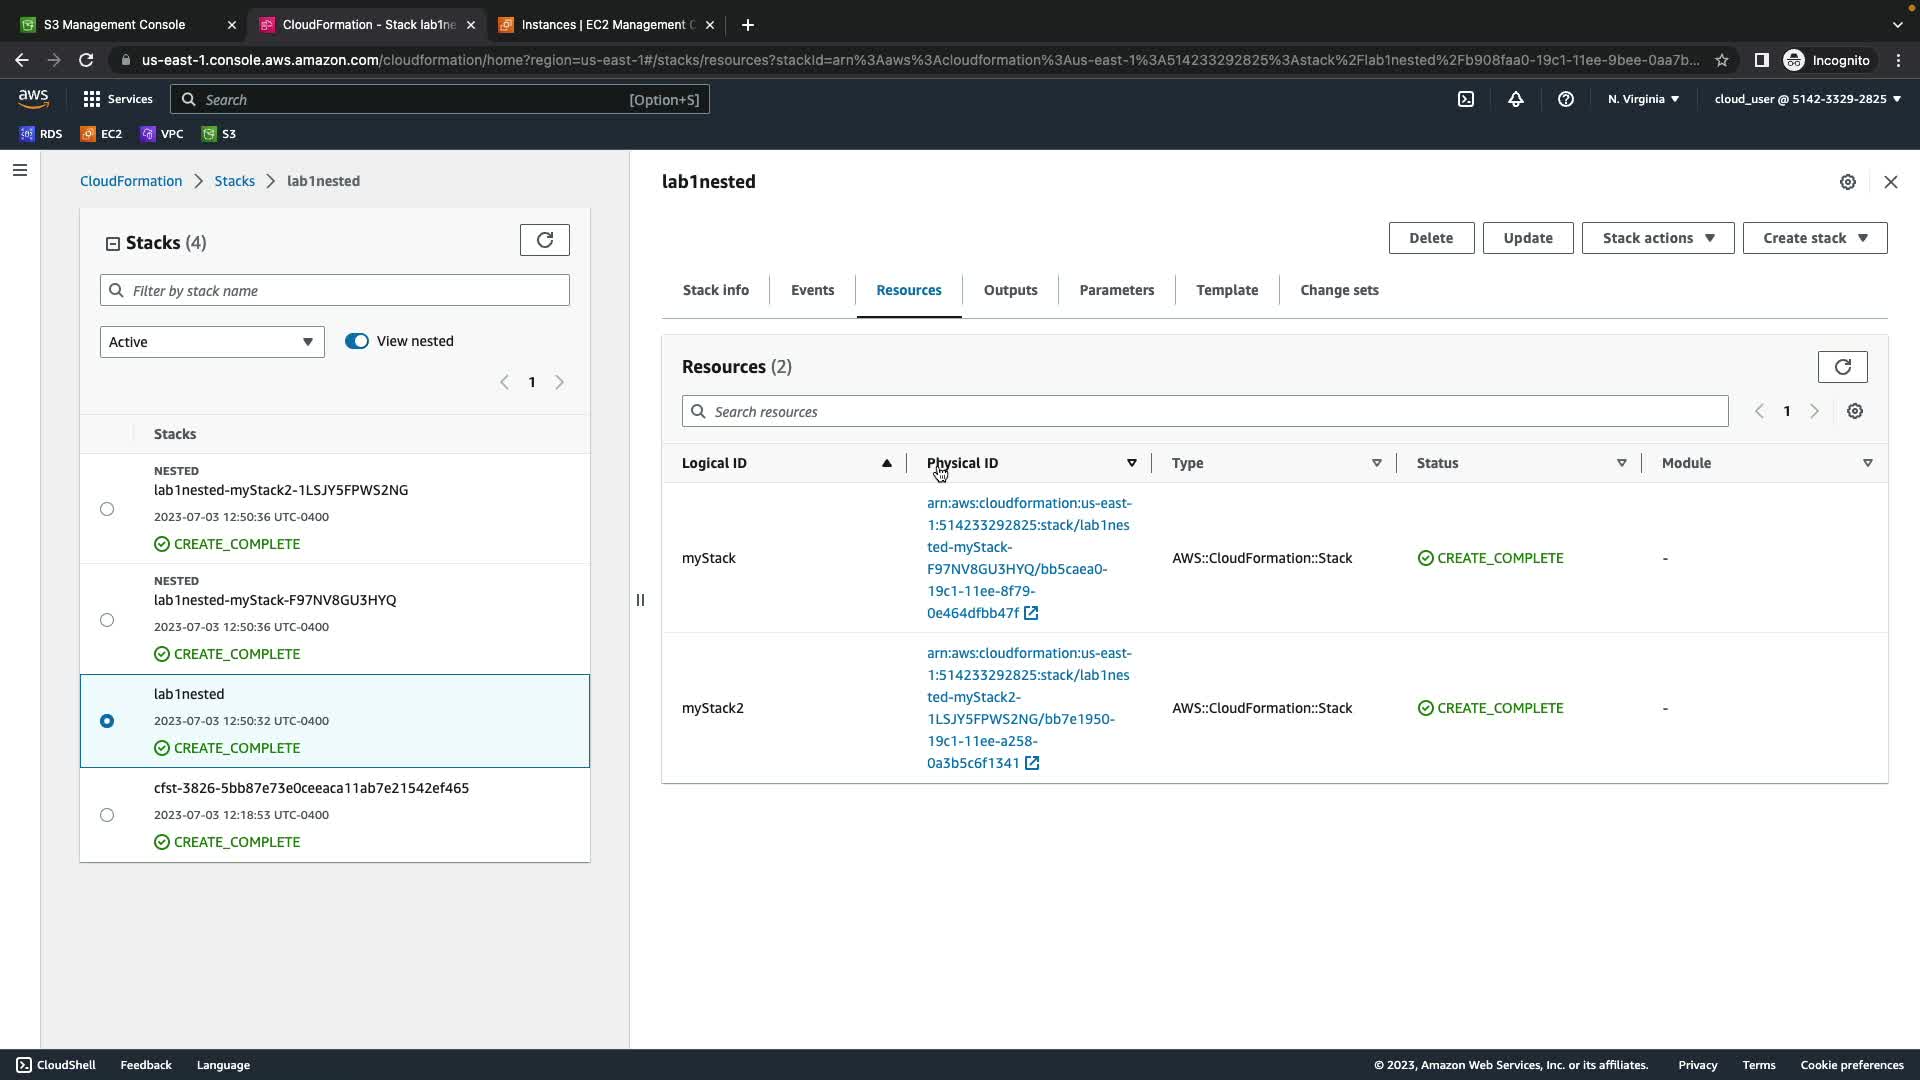 S3 Management Console
CloudFormation - Stack lab1ne
Instances | EC2 Management C
us-east-1.console.aws.amazon.com/cloudformation/home?region=us-east-1#/stacks/resources?stackId=arn%3Aaws%3Acloudformation%3Aus-east-1%3A514233292825%3Astack%2Flab1nested%2Fb908faa0-19c1-11ee-9bee-0aa7b...
Incognito
aws
Services
Search
[Option+S]
N. Virginia
cloud_user @ 5142-3329-2825
RDS
EC2
VPC
S3
CloudFormation > Stacks > lab1nested
Stacks (4)
Filter by stack name
Active
View nested
1
Stacks
NESTED
lab1nested-myStack2-1LSJY5FPWS2NG
2023-07-03 12:50:36 UTC-0400
CREATE_COMPLETE
NESTED
lab1nested-myStack-F97NV8GU3HYQ
2023-07-03 12:50:36 UTC-0400
CREATE_COMPLETE
lab1nested
2023-07-03 12:50:32 UTC-0400
CREATE_COMPLETE
cfst-3826-5bb87e73e0ceeaca11ab7e21542ef465
2023-07-03 12:18:53 UTC-0400
CREATE_COMPLETE
lab1nested
Delete
Update
Stack actions
Create stack
Stack info
Events
Resources
Outputs
Parameters
Template
Change sets
Resources (2)
Search resources
1
Logical ID
Physical ID
Type
Status
Module
myStack
arn:aws:cloudformation:us-east-
1:514233292825:stack/lab1nes
ted-myStack-
F97NV8GU3HYQ/bb5caea0-
19c1-11ee-8f79-
0e464dfbb47f
AWS::CloudFormation::Stack
CREATE_COMPLETE
-
myStack2
arn:aws:cloudformation:us-east-
1:514233292825:stack/lab1nes
ted-myStack2-
1LSJY5FPWS2NG/bb7e1950-
19c1-11ee-a258-
0a3b5c6f1341
AWS::CloudFormation::Stack
CREATE_COMPLETE
-
CloudShell
Feedback
Language
© 2023, Amazon Web Services, Inc. or its affiliates.
Privacy
Terms
Cookie preferences